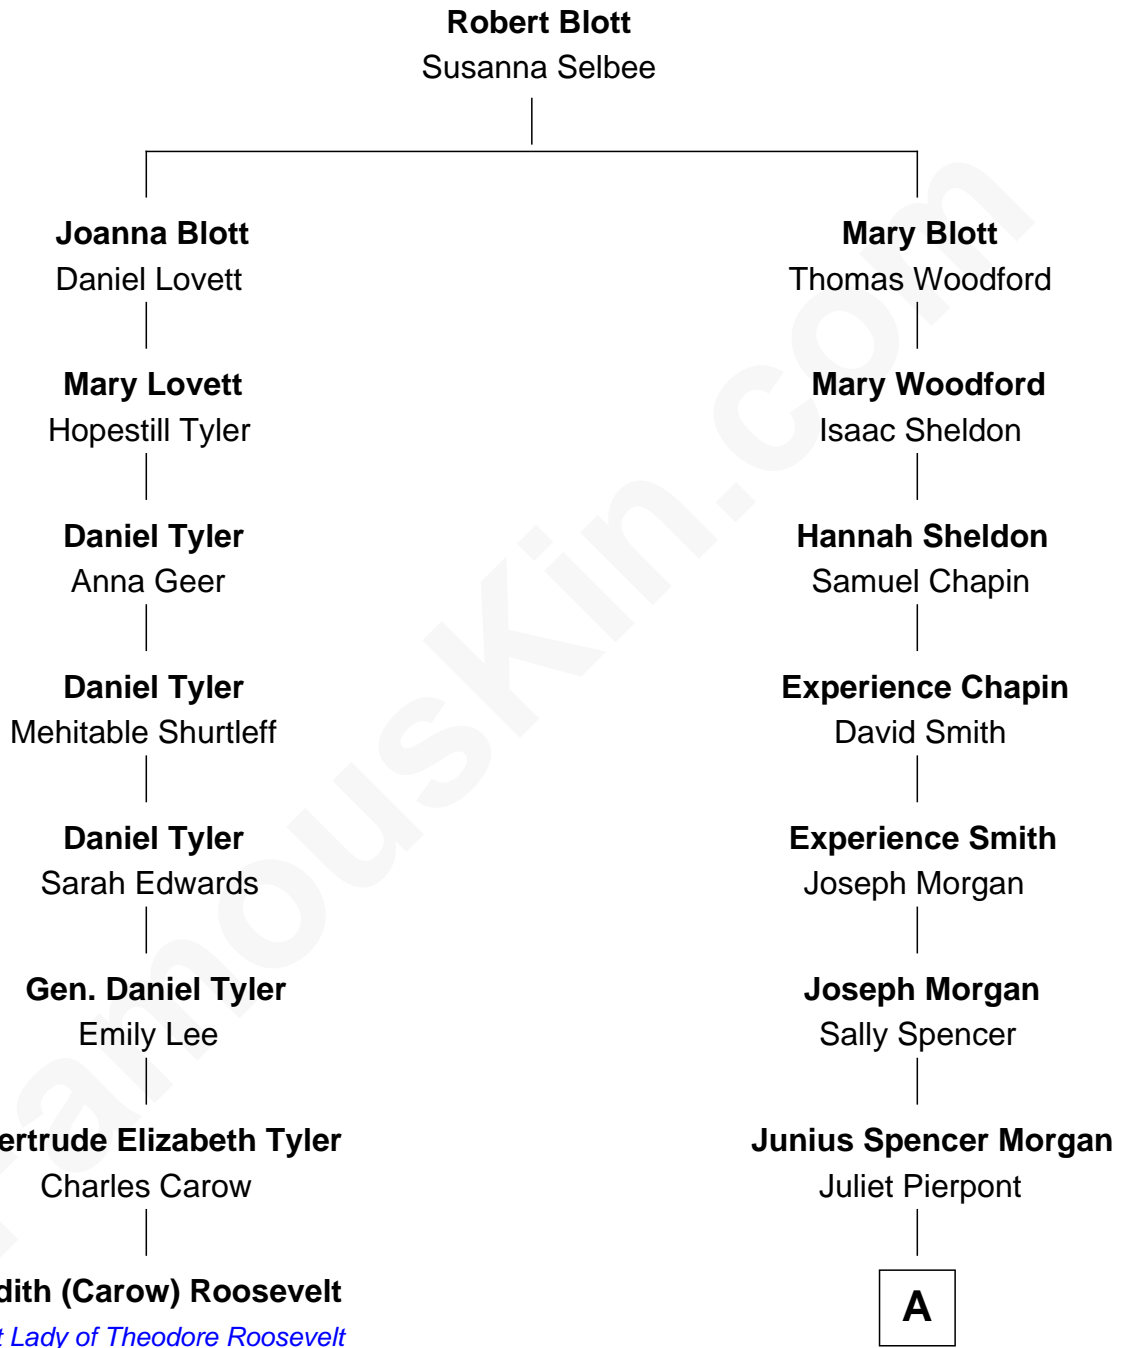 Robert Blott
Susanna Selbee
Joanna Blott
Daniel Lovett
Mary Lovett
Hopestill Tyler
Daniel Tyler
Anna Geer
Daniel Tyler
Mehitable Shurtleff
Daniel Tyler
Sarah Edwards
Gen. Daniel Tyler
Emily Lee
ertrude Elizabeth Tyler
Charles Carow
dith (Carow) Roosevelt
t Lady of Theodore Roosevelt
Mary Blott
Thomas Woodford
Mary Woodford
Isaac Sheldon
Hannah Sheldon
Samuel Chapin
Experience Chapin
David Smith
Experience Smith
Joseph Morgan
Joseph Morgan
Sally Spencer
Junius Spencer Morgan
Juliet Pierpont
A
FamousKin.com